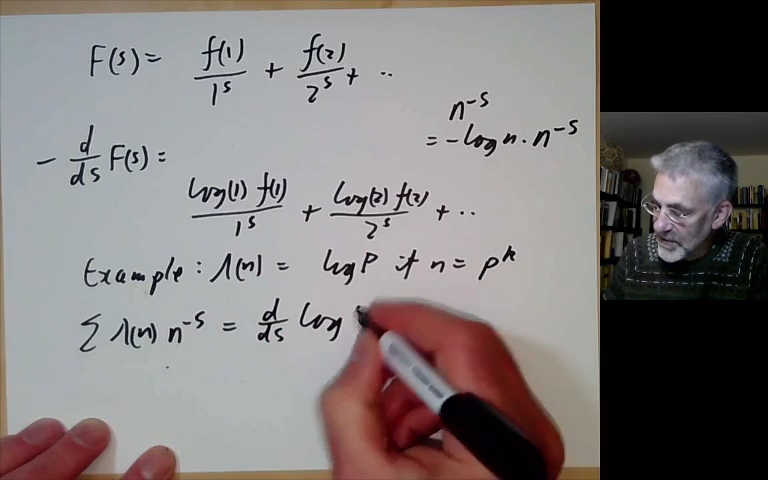 F(s) = f(1)/1^s + f(2)/2^s + ..
n^-s
- d/ds F(s) =
= -log n · n^-s
log(1) f(1)/1^s + log(2) f(2)/2^s + ..
Example: Λ(n) = log p if n = p^k
Σ Λ(n) n^-s = d/ds log